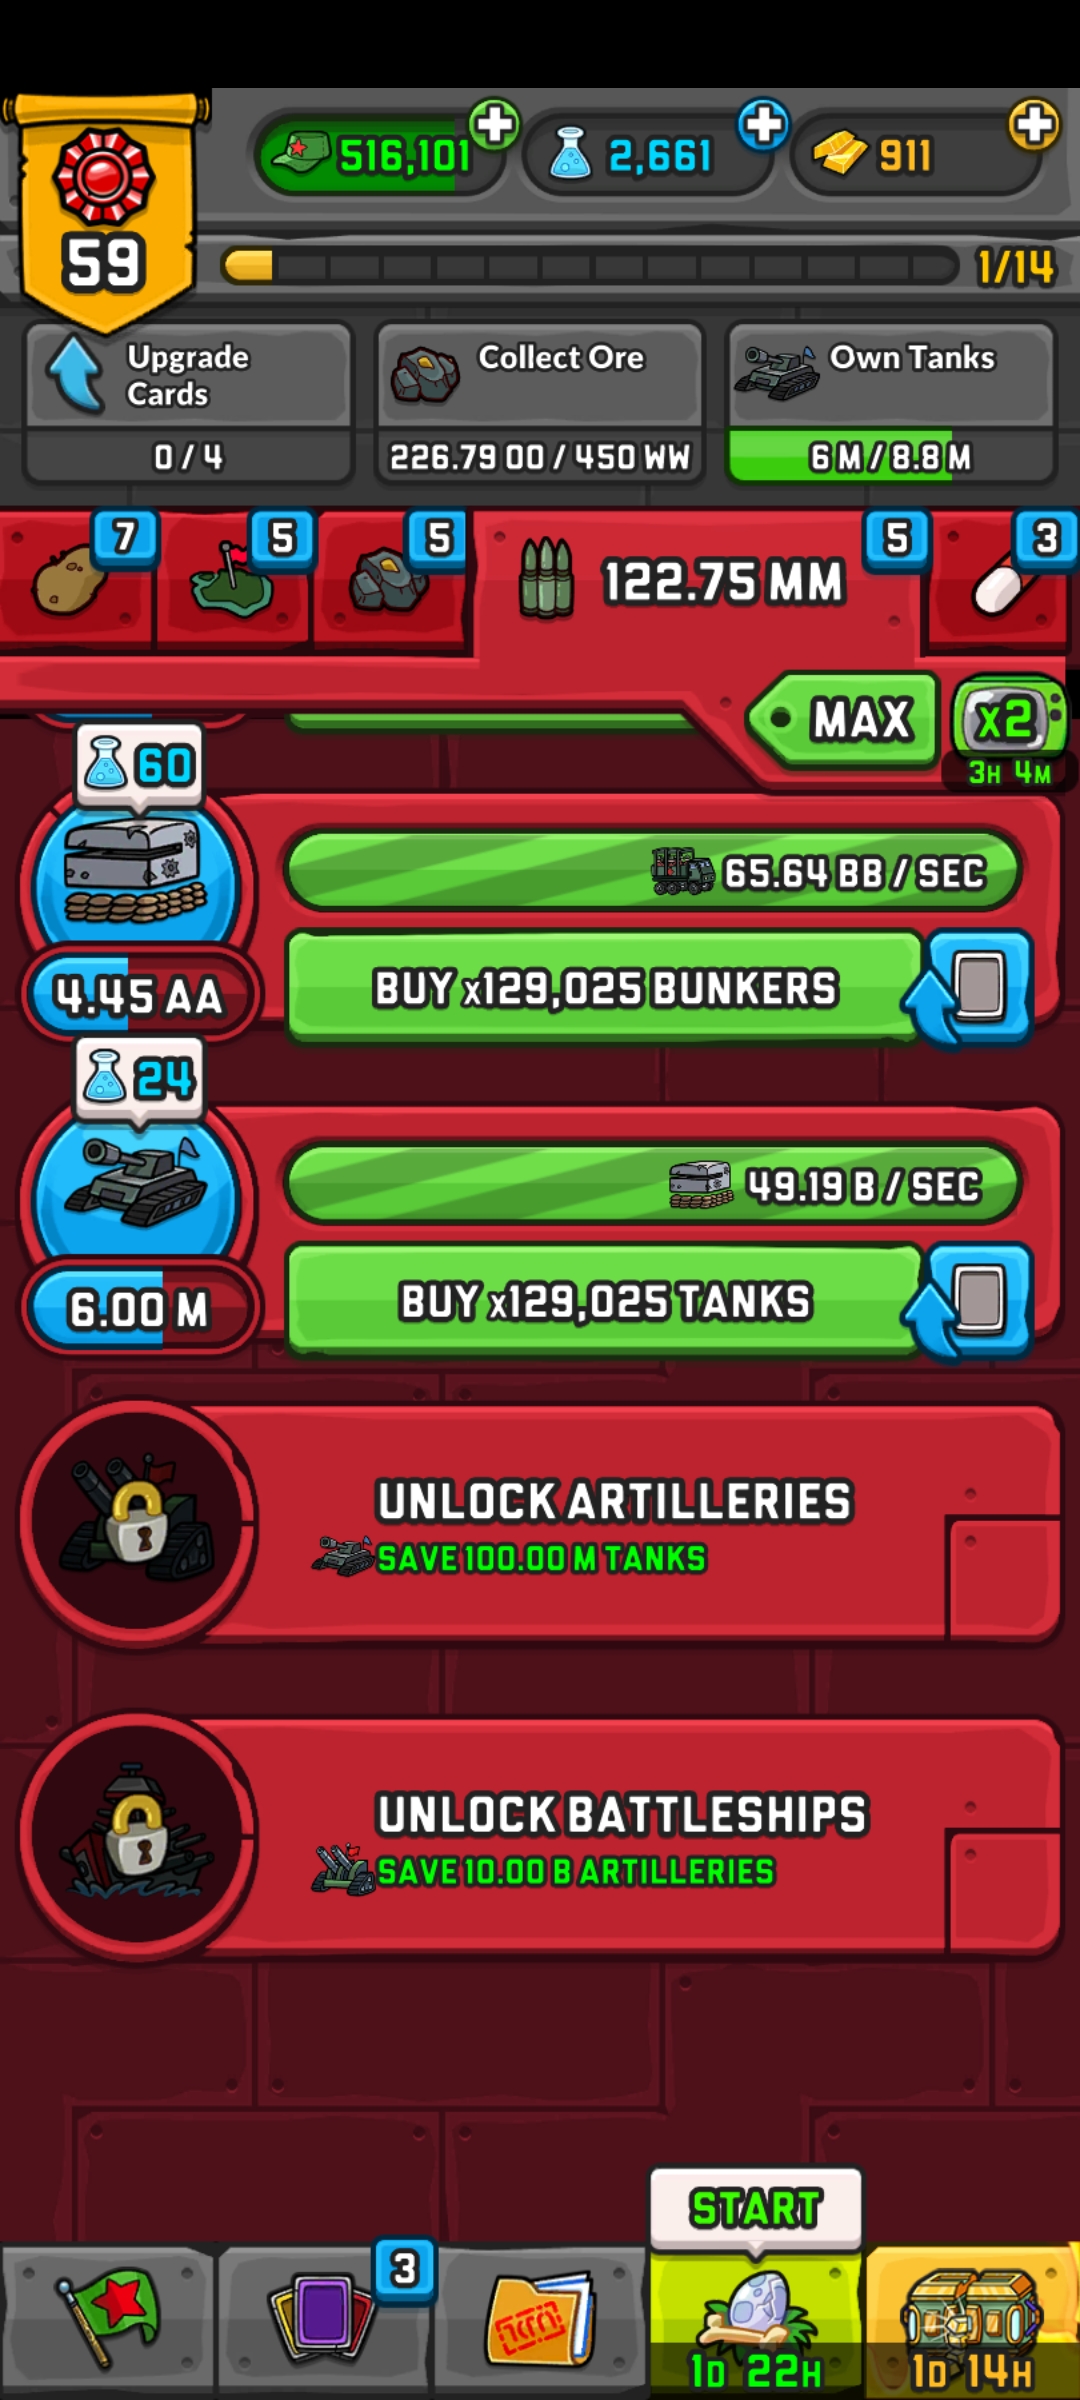 516,101
2,661
911
59
1/14
Upgrade
Cards
0/4
Collect Ore
226.79 OO/450 WW
Own Tanks
6 M/8.8 M
7
5
5
122.75 MM
5
3
MAX
x2
3H 4M
60
65.64 BB/SEC
4.45 AA
BUY x129,025 BUNKERS
24
49.19 B/SEC
6.00 M
BUY x129,025 TANKS
UNLOCK ARTILLERIES
SAVE 100.00 M TANKS
UNLOCK BATTLESHIPS
SAVE 10.00 B ARTILLERIES
START
3
1D 22H
1D 14H